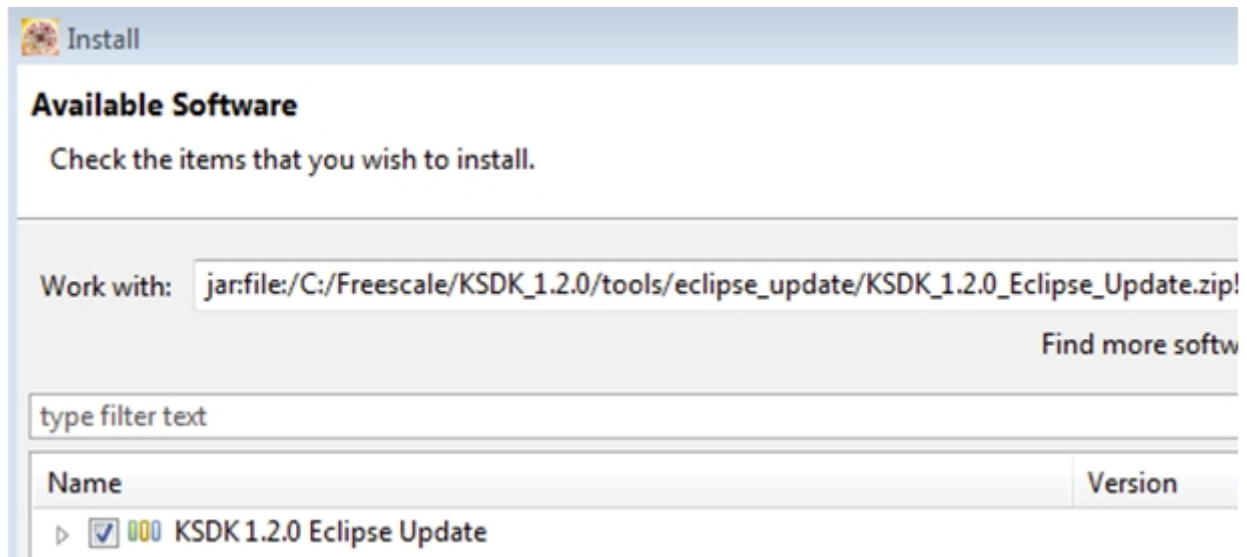 Install
Available Software
Check the items that you wish to install.
Work with: jar:file:/C:/Freescale/KSDK_1.2.0/tools/eclipse_update/KSDK_1.2.0_Eclipse_Update.zip!
Find more softw
type filter text
Name Version
KSDK 1.2.0 Eclipse Update